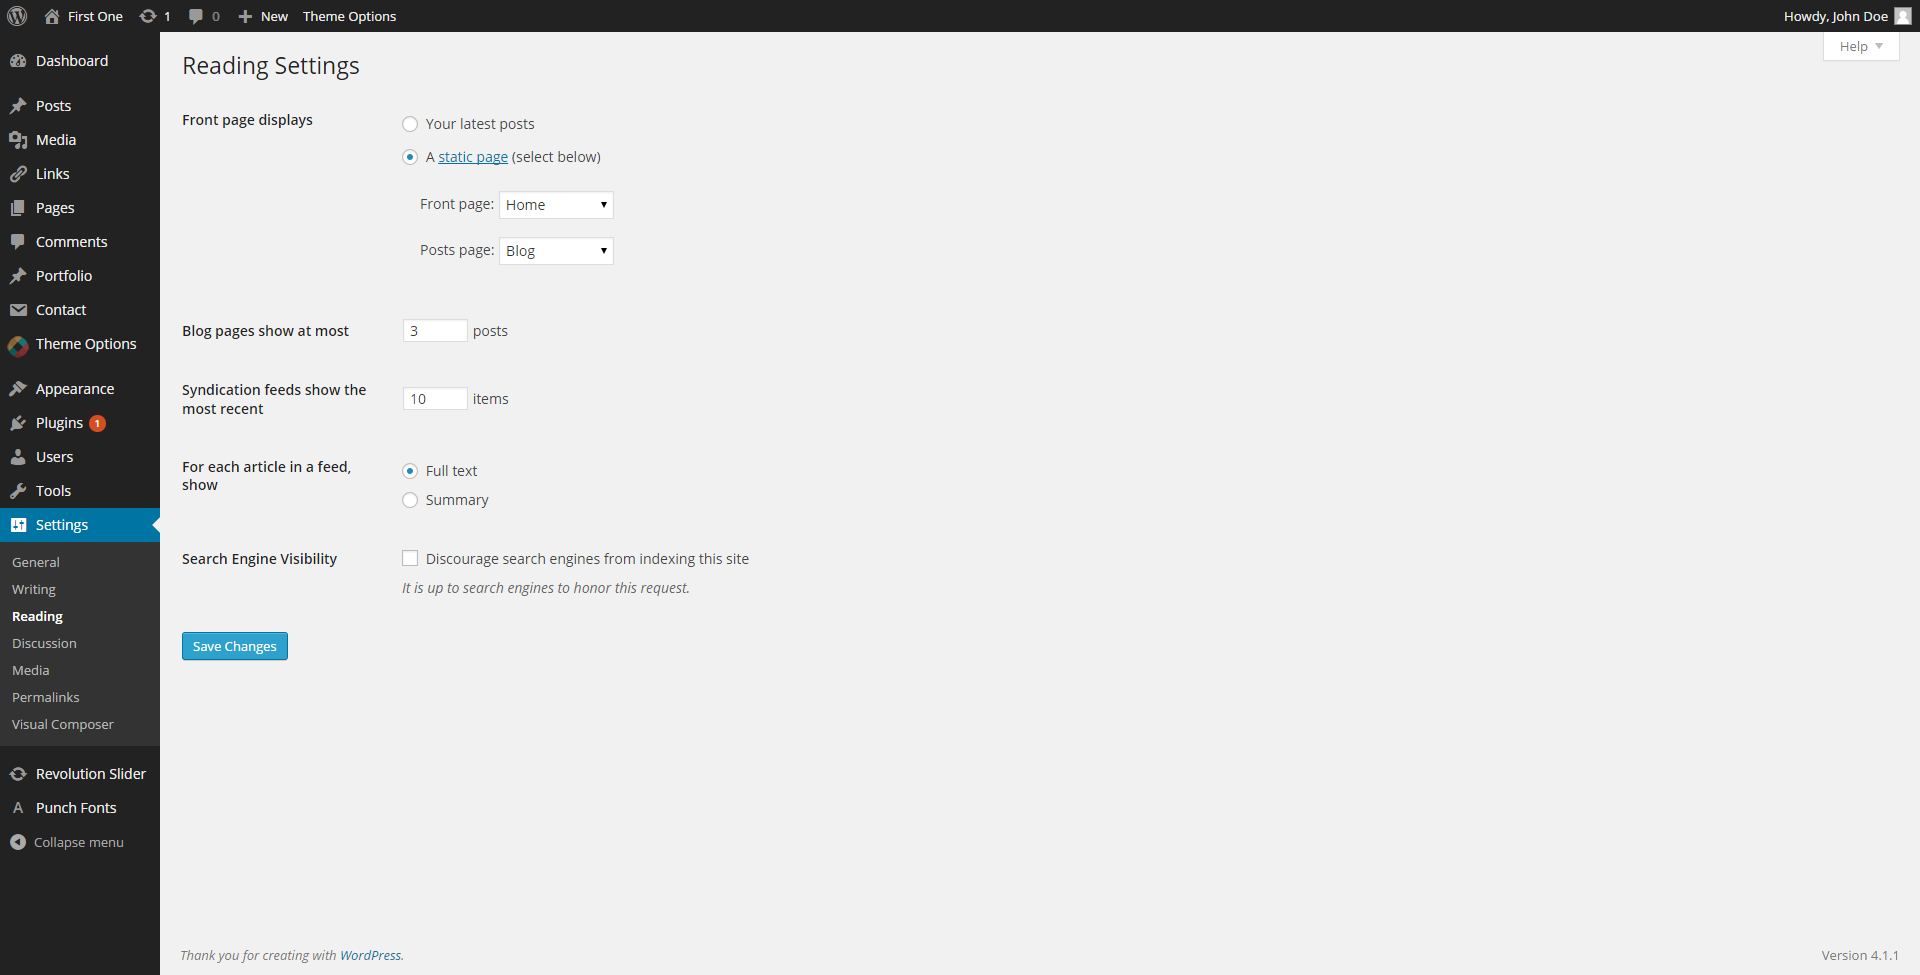 First One 1 0 New Theme Options Howdy, John Doe
Help
Dashboard
Posts
Media
Links
Pages
Comments
Portfolio
Contact
Theme Options
Appearance
Plugins 1
Users
Tools
Settings
General
Writing
Reading
Discussion
Media
Permalinks
Visual Composer
Revolution Slider
A Punch Fonts
Collapse menu
Reading Settings
Front page displays
Your latest posts
A static page (select below)
Front page: Home
Posts page: Blog
Blog pages show at most 3 posts
Syndication feeds show the
most recent
10 items
For each article in a feed,
show
Full text
Summary
Search Engine Visibility
Discourage search engines from indexing this site
It is up to search engines to honor this request.
Save Changes
Thank you for creating with WordPress. Version 4.1.1